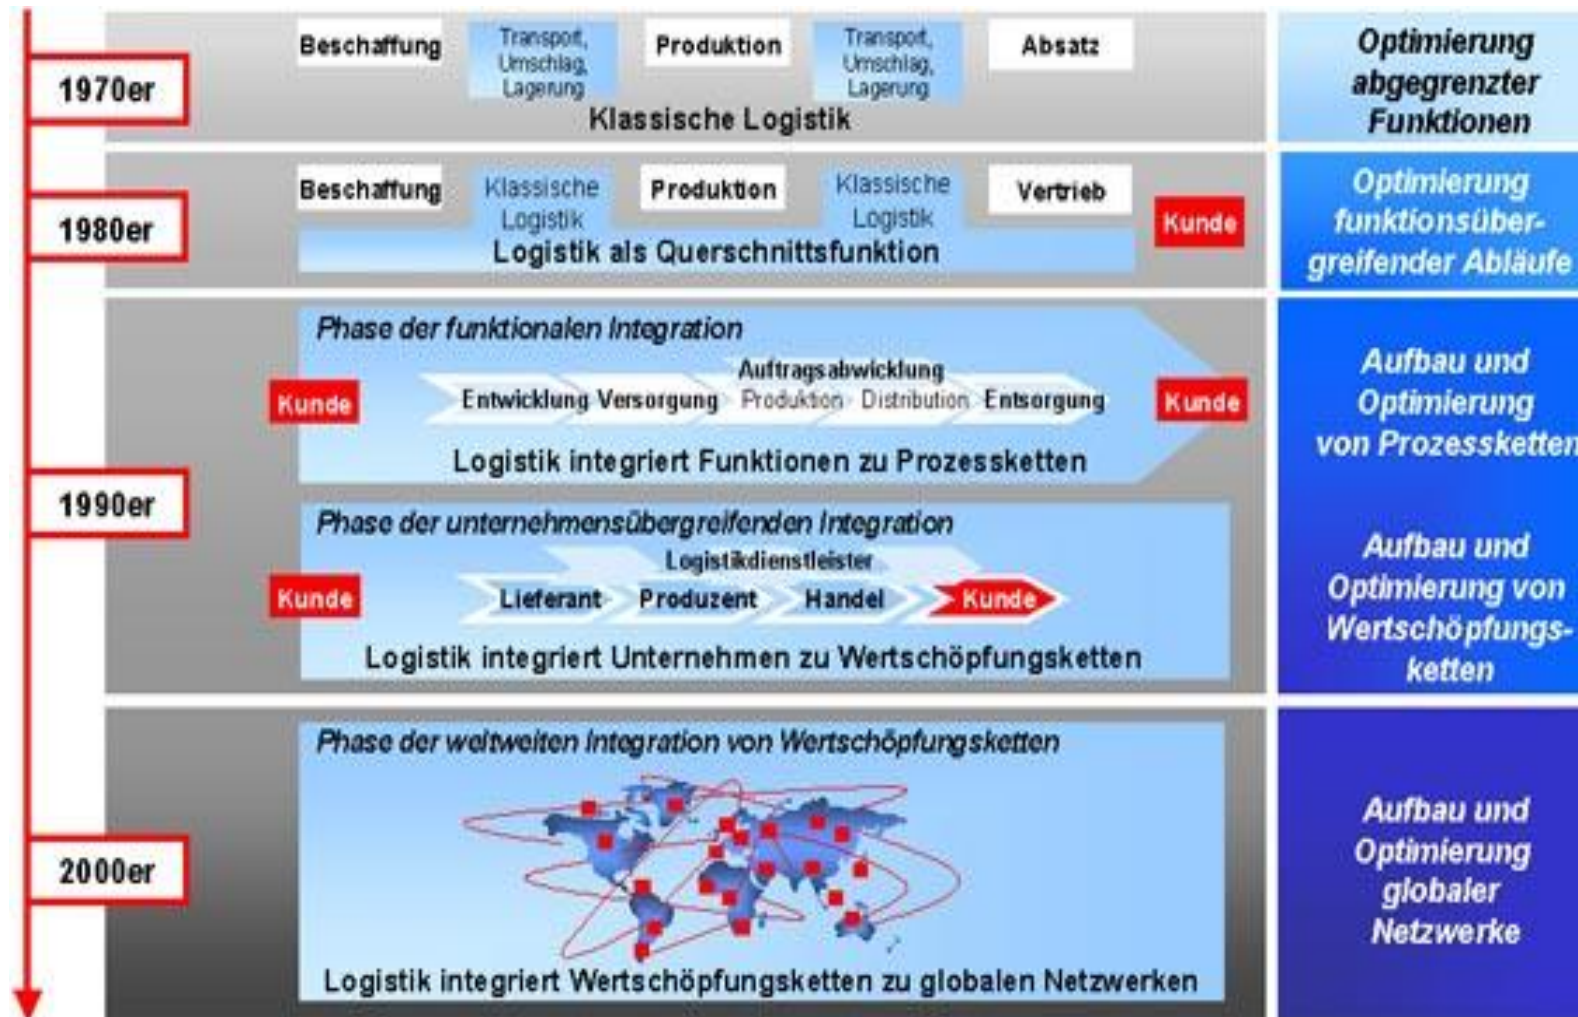 1970er
Beschaffung
Transport,
Umschlag,
Lagerung
Produktion
Transport,
Umschlag,
Lagerung
Absatz
Klassische Logistik
Optimierung
abgegrenzter
Funktionen
1980er
Beschaffung
Klassische
Logistik
Produktion
Klassische
Logistik
Vertrieb
Kunde
Logistik als Querschnittsfunktion
Optimierung
funktionsüber-
greifender Abläufe
1990er
Phase der funktionalen Integration
Kunde
Entwicklung
Versorgung
Auftragsabwicklung
Produktion
Distribution
Entsorgung
Kunde
Logistik integriert Funktionen zu Prozessketten
Aufbau und
Optimierung
von Prozessketten
Phase der unternehmensübergreifenden Integration
Logistikdienstleister
Kunde
Lieferant
Produzent
Handel
Kunde
Logistik integriert Unternehmen zu Wertschöpfungsketten
Aufbau und
Optimierung von
Wertschöpfungs-
ketten
2000er
Phase der weltweiten Integration von Wertschöpfungsketten
Logistik integriert Wertschöpfungsketten zu globalen Netzwerken
Aufbau und
Optimierung
globaler
Netzwerke